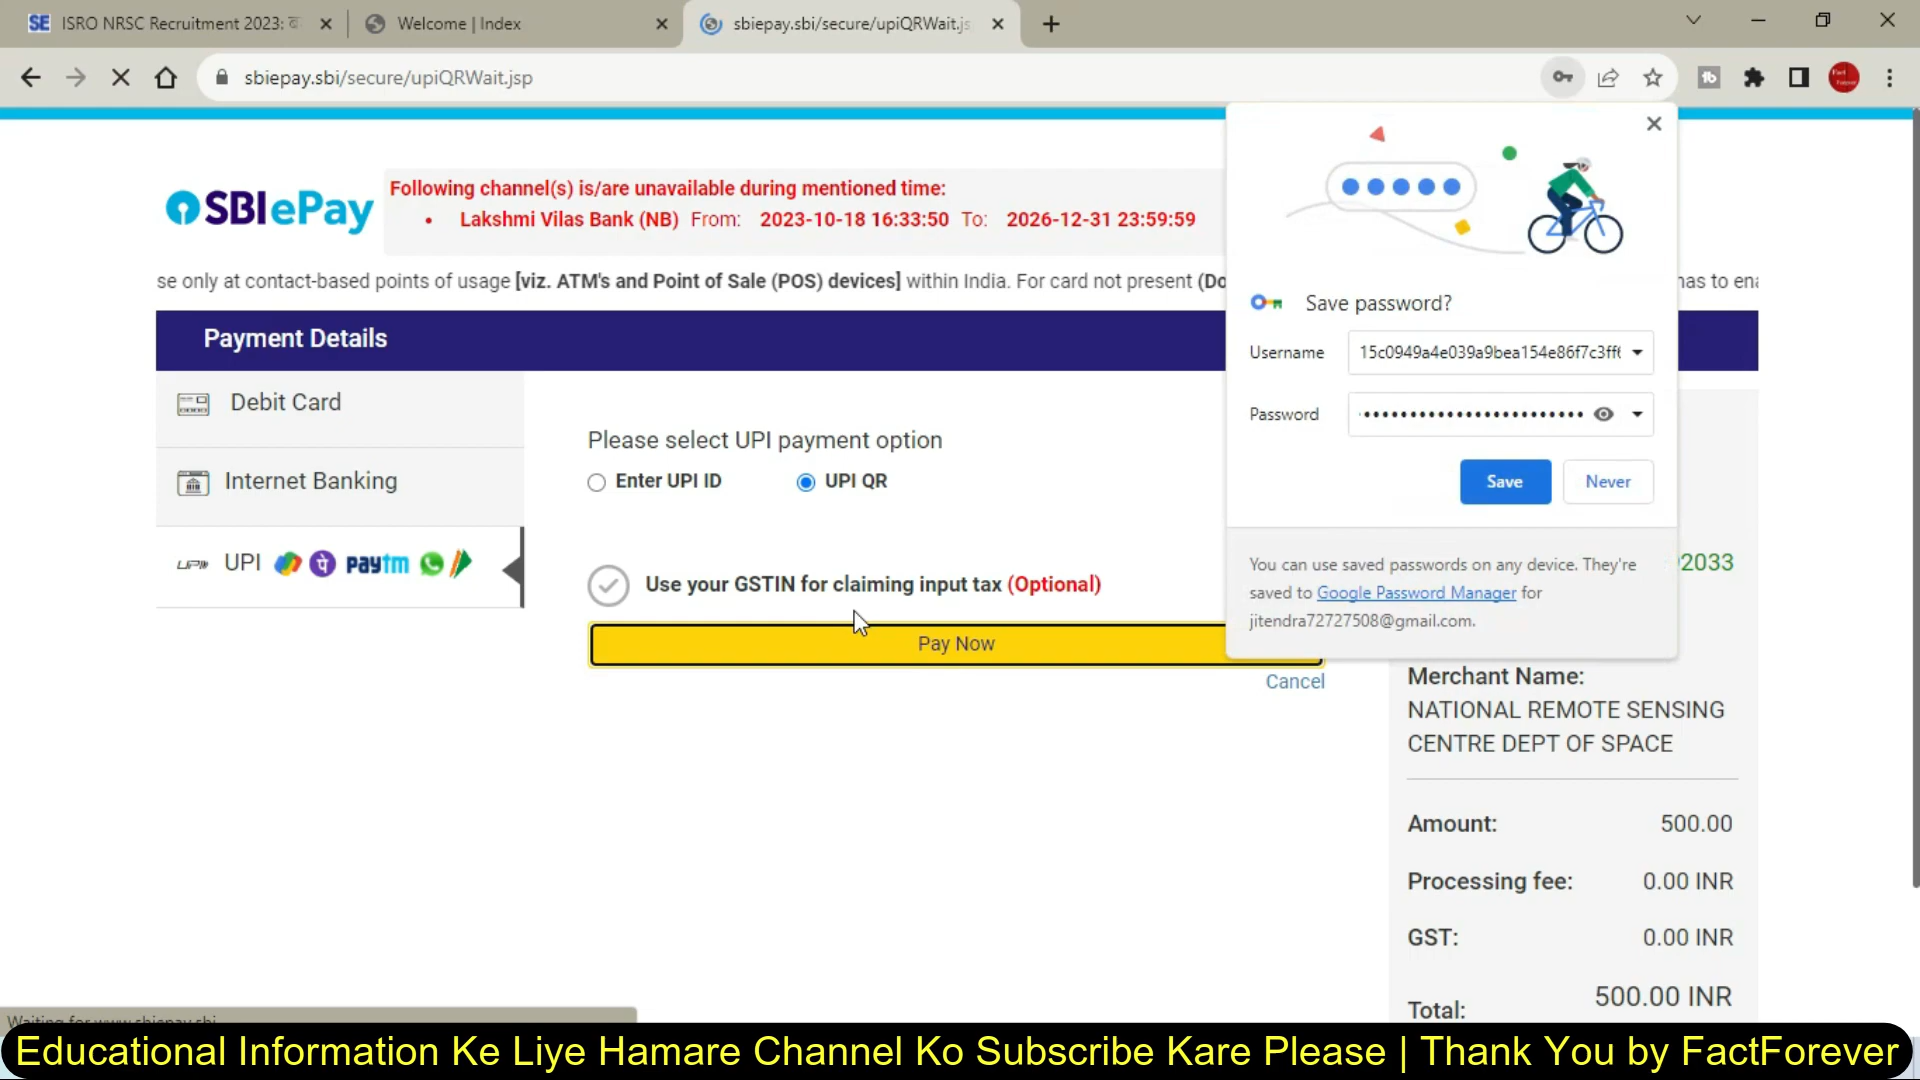 ISRO NRSC Recruitment 2023:
Welcome | Index
sbiepay.sbi/secure/upiQRWait.js
sbiepay.sbi/secure/upiQRWait.jsp
SBIePay
Following channel(s) is/are unavailable during mentioned time:
• Lakshmi Vilas Bank (NB) From: 2023-10-18 16:33:50 To: 2026-12-31 23:59:59
se only at contact-based points of usage [viz. ATM's and Point of Sale (POS) devices] within India. For card not present (Do
has to ena
Payment Details
Debit Card
Internet Banking
UPI UPI paytm
Please select UPI payment option
Enter UPI ID
UPI QR
Use your GSTIN for claiming input tax (Optional)
Pay Now
Cancel
Save password?
Username 15c0949a4e039a9bea154e86f7c3ff
Password ••••••••••••••••••••••••
Save
Never
You can use saved passwords on any device. They're
saved to Google Password Manager for
jitendra72727508@gmail.com.
2033
Merchant Name:
NATIONAL REMOTE SENSING
CENTRE DEPT OF SPACE
Amount: 500.00
Processing fee: 0.00 INR
GST: 0.00 INR
Total: 500.00 INR
Waiting for www.sbiepay.sbi
Educational Information Ke Liye Hamare Channel Ko Subscribe Kare Please | Thank You by FactForever